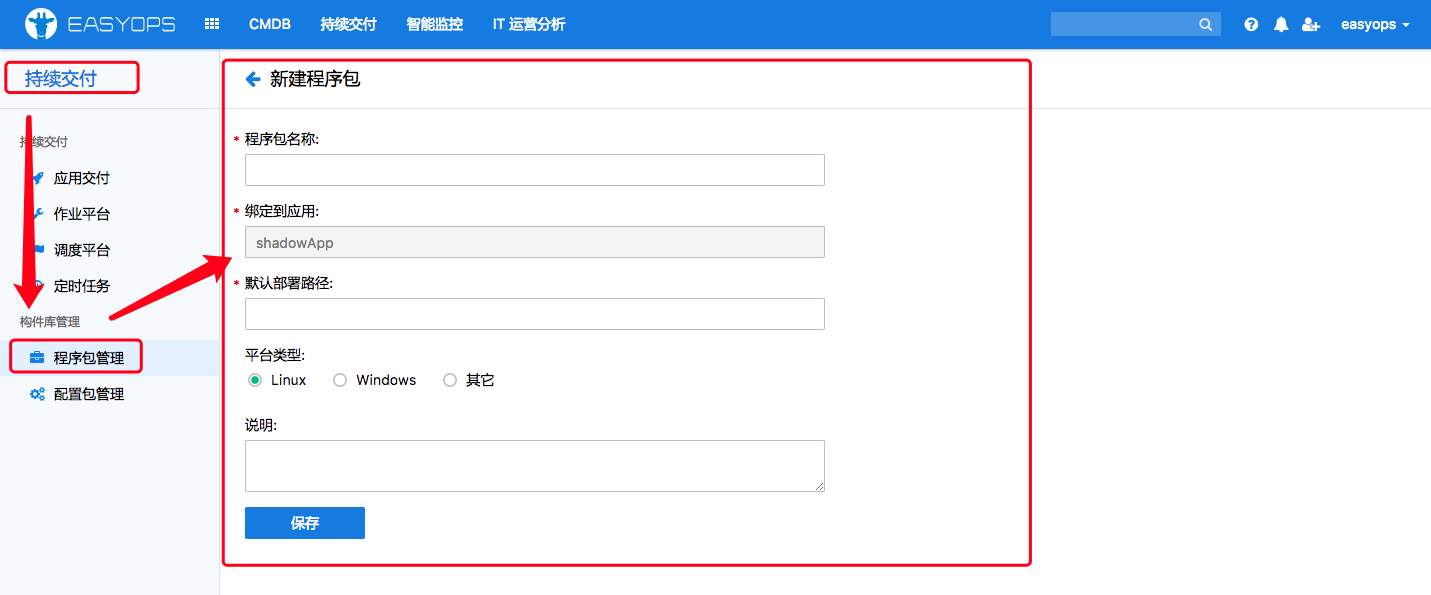 EASYOPS CMDB 持续交付 智能监控 IT 运营分析 easyops
持续交付
持续交付
应用交付
作业平台
调度平台
定时任务
构件库管理
程序包管理
配置包管理
新建程序包
* 程序包名称:
* 绑定到应用:
shadowApp
* 默认部署路径:
平台类型:
Linux Windows 其它
说明:
保存